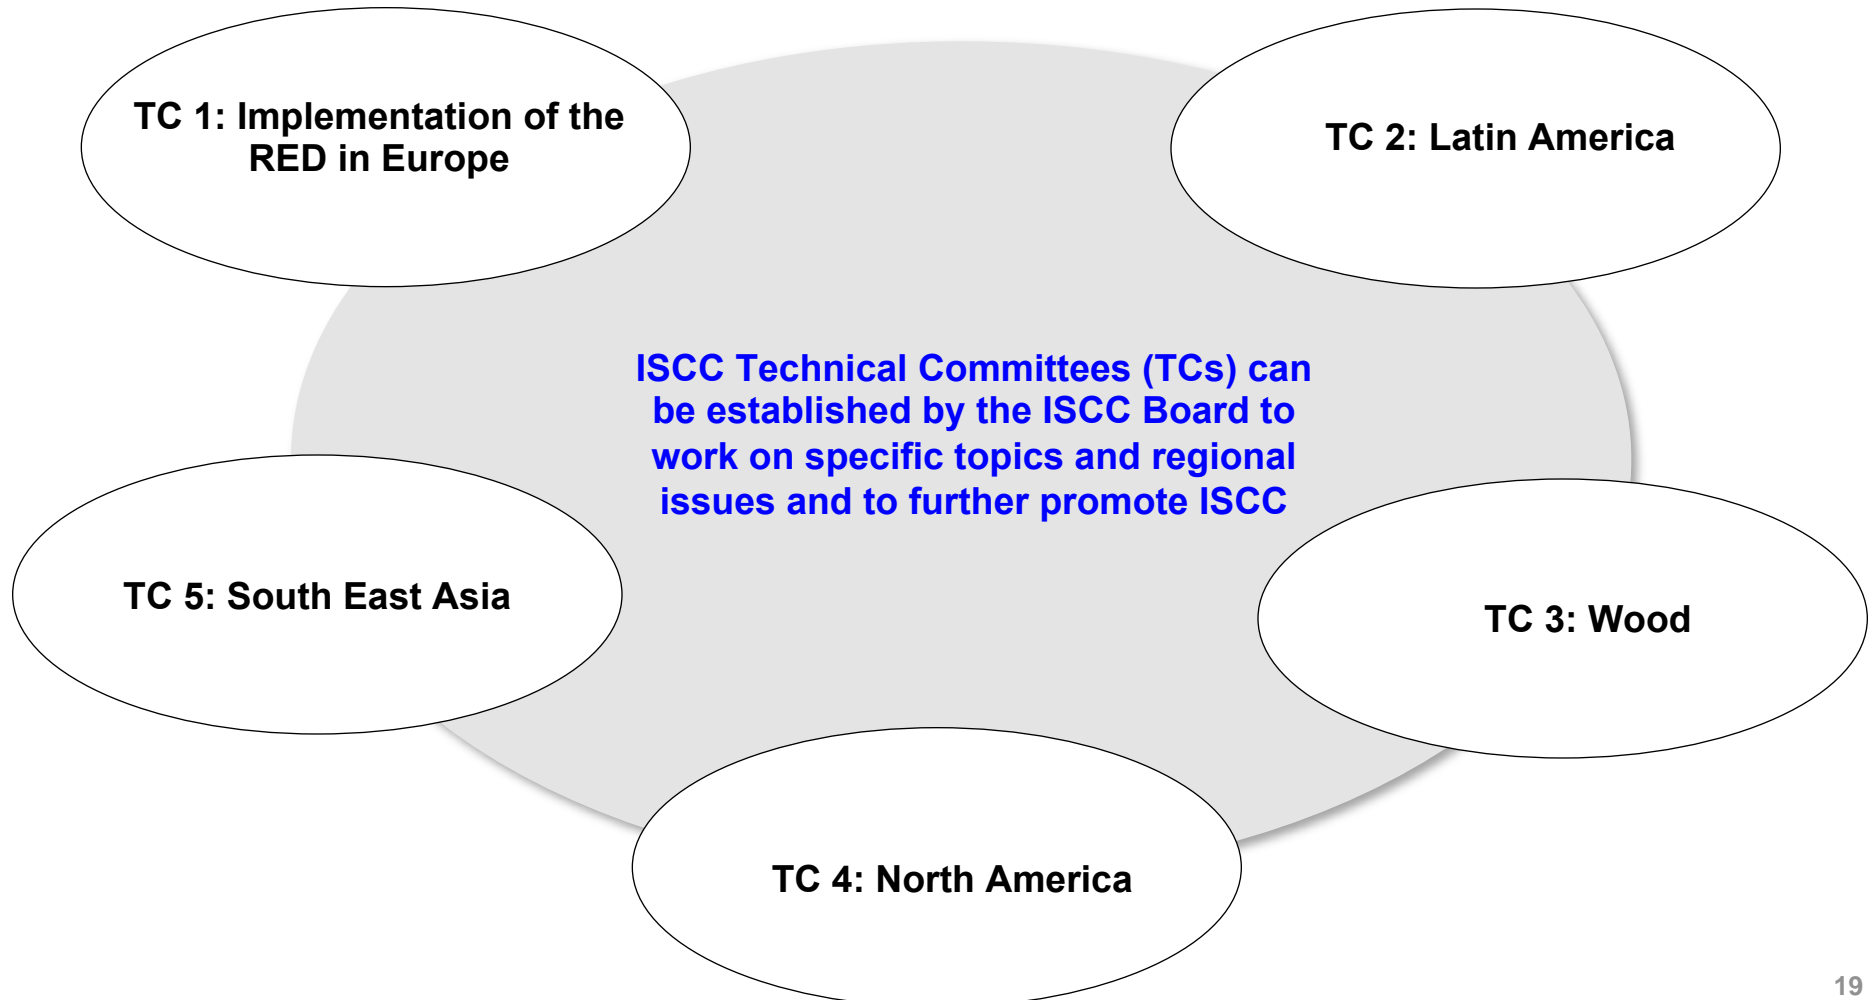 TC 1: Implementation of the
RED in Europe
TC 2: Latin America
ISCC Technical Committees (TCs) can
be established by the ISCC Board to
work on specific topics and regional
issues and to further promote ISCC
TC 5: South East Asia
TC 3: Wood
TC 4: North America
19